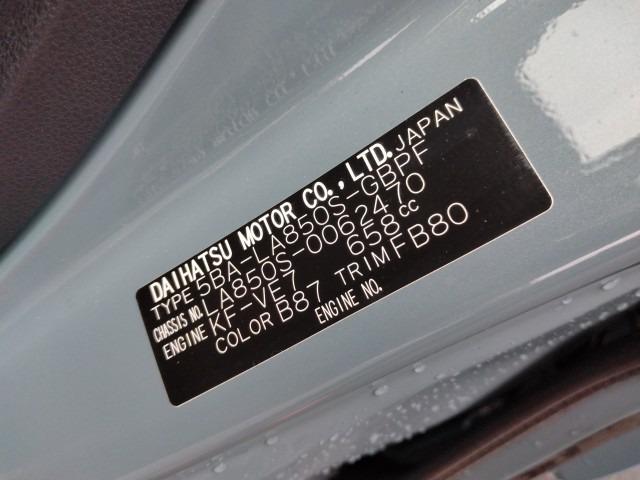 DAIHATSU MOTOR CO.,LTD. JAPAN
TYPE 5BA-LA850S-GBPF
CHASSIS NO. LA850S-0062470
ENGINE KF-VE7 658cc
COLOR B87 TRIM FB80
ENGINE NO.